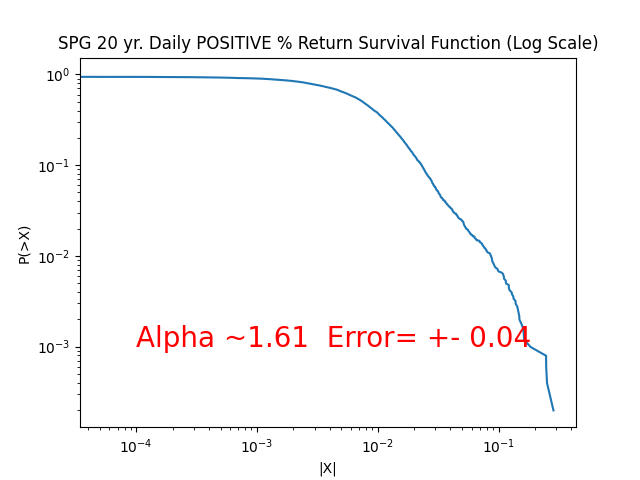 SPG 20 yr. Daily POSITIVE % Return Survival Function (Log Scale)
10⁰
10⁻¹
10⁻²
10⁻³
P(>X)
Alpha ~1.61  Error= +- 0.04
10⁻⁴
10⁻³
10⁻²
10⁻¹
|X|